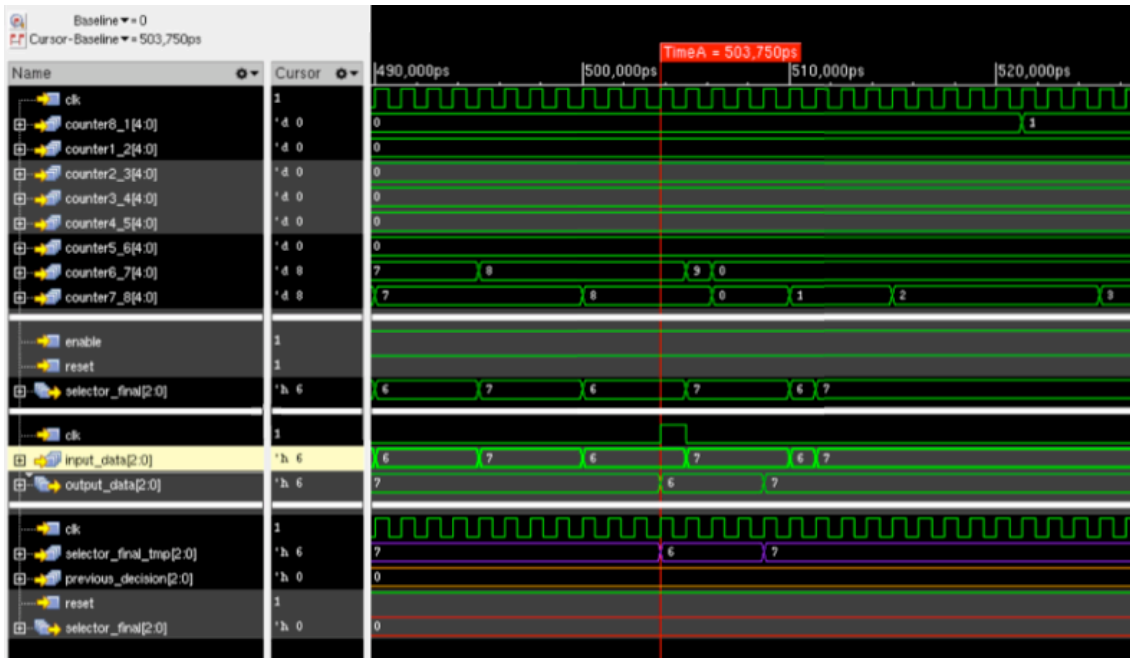 Baseline ▾ = 0
Cursor-Baseline ▾ = 503,750ps
TimeA = 503,750ps
Name Cursor 490,000ps 500,000ps 510,000ps 520,000ps
clk 1
counter8_1[4:0] 'd 0 0 1
counter1_2[4:0] 'd 0 0
counter2_3[4:0] 'd 0 0
counter3_4[4:0] 'd 0 0
counter4_5[4:0] 'd 0 0
counter5_6[4:0] 'd 0 0
counter6_7[4:0] 'd 8 7 8 9 0
counter7_8[4:0] 'd 8 7 8 0 1 2 3
enable 1
reset 1
selector_final[2:0] 'h 6 6 7 6 7 6 7
clk 1
input_data[2:0] 'h 6 6 7 6 7 6 7
output_data[2:0] 'h 6 7 6 7
clk 1
selector_final_tmp[2:0] 'h 6 7 6 7
previous_decision[2:0] 'h 0 0
reset 1
selector_final[2:0] 'h 0 0